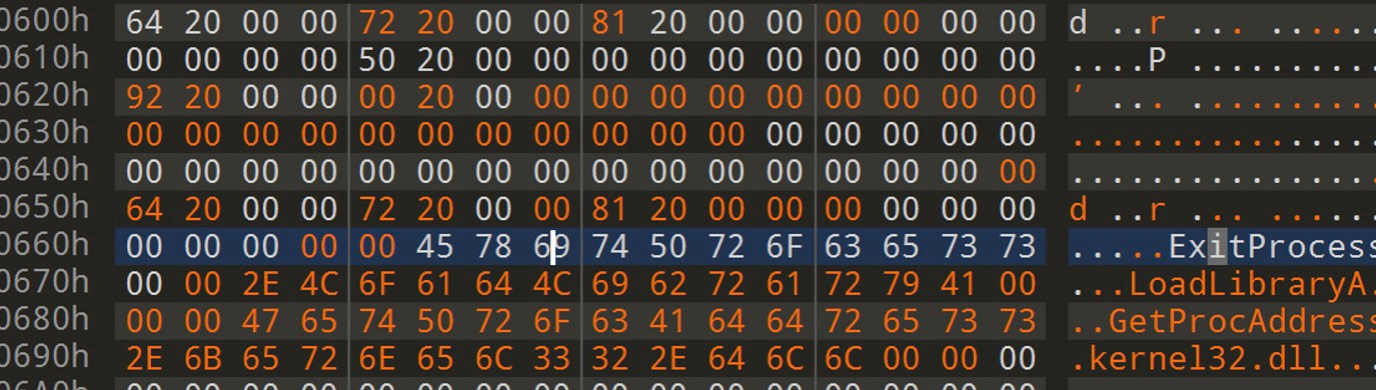 0600h 64 20 00 00 72 20 00 00 81 20 00 00 00 00 00 00 d ..r ... ......
0610h 00 00 00 00 50 20 00 00 00 00 00 00 00 00 00 00 ....P ..........
0620h 92 20 00 00 00 20 00 00 00 00 00 00 00 00 00 00 ’ ... ..........
0630h 00 00 00 00 00 00 00 00 00 00 00 00 00 00 00 00 ................
0640h 00 00 00 00 00 00 00 00 00 00 00 00 00 00 00 00 ................
0650h 64 20 00 00 72 20 00 00 81 20 00 00 00 00 00 00 d ..r ... ......
0660h 00 00 00 00 00 45 78 69 74 50 72 6F 63 65 73 73 .....ExitProcess
0670h 00 00 2E 4C 6F 61 64 4C 69 62 72 61 72 79 41 00 ...LoadLibraryA.
0680h 00 00 47 65 74 50 72 6F 63 41 64 64 72 65 73 73 ..GetProcAddress
0690h 2E 6B 65 72 6E 65 6C 33 32 2E 64 6C 6C 00 00 00 .kernel32.dll...